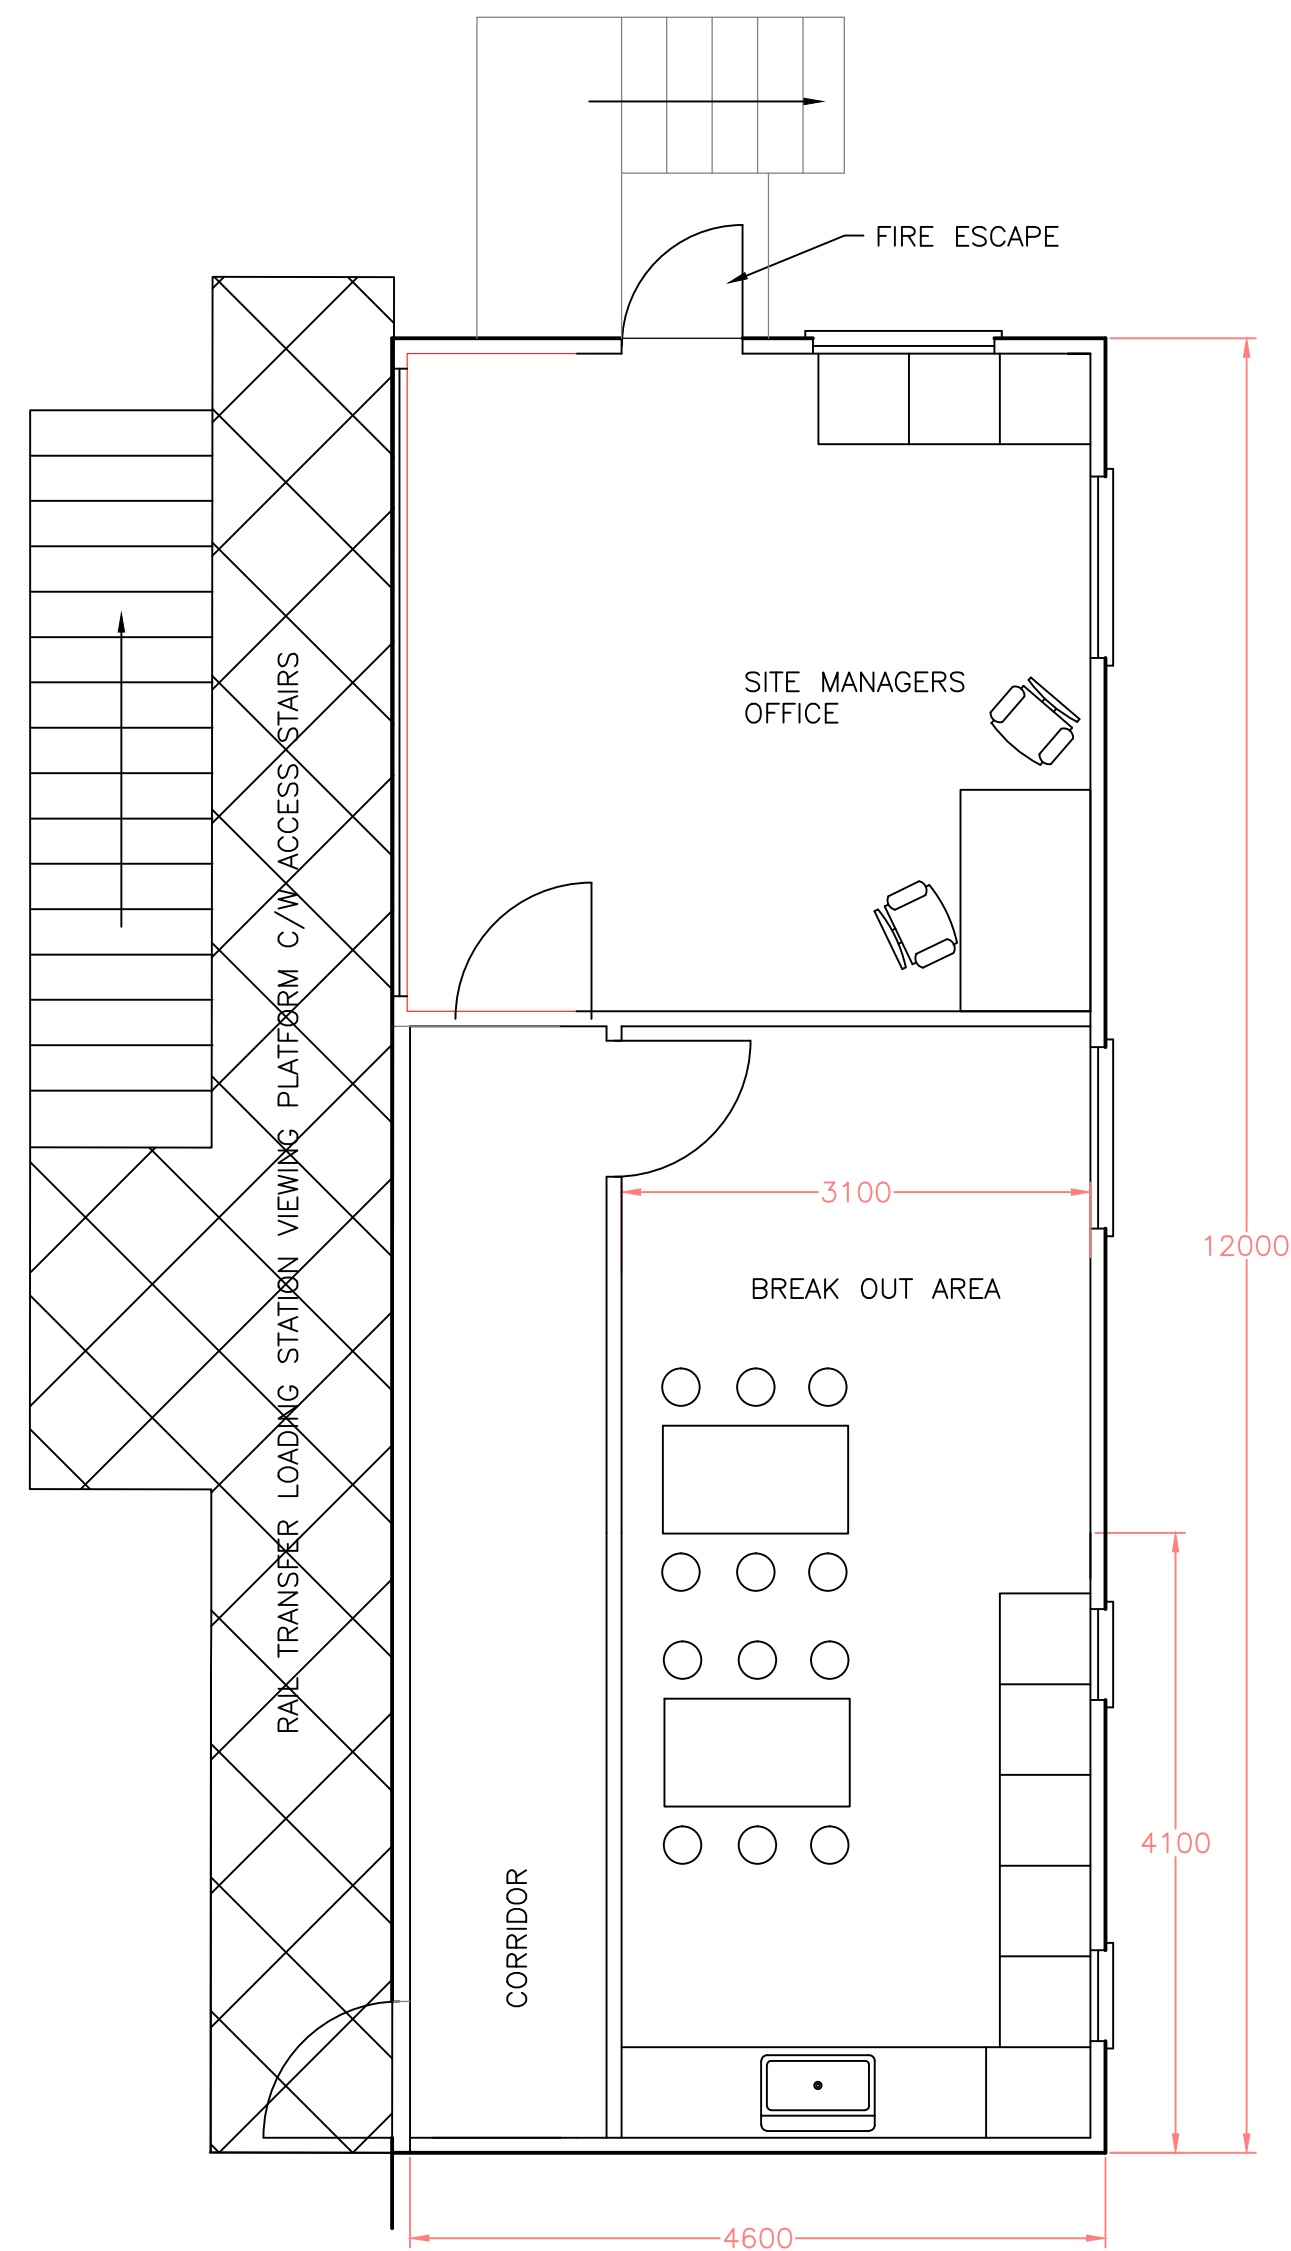 FIRE ESCAPE
SITE MANAGERS
OFFICE
RAIL TRANSFER LOADING STATION VIEWING PLATFORM C/W ACCESS STAIRS
3100
12000
BREAK OUT AREA
4100
CORRIDOR
4600